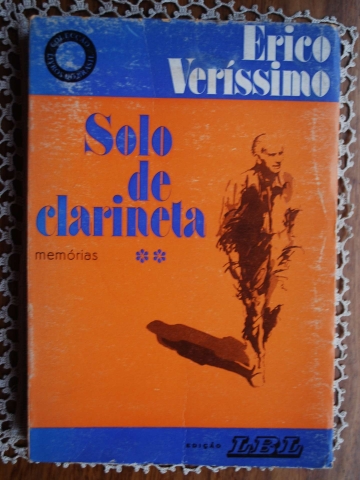 Erico
Veríssimo
Solo
de
clarineta
memórias **
EDIÇÃO LBL